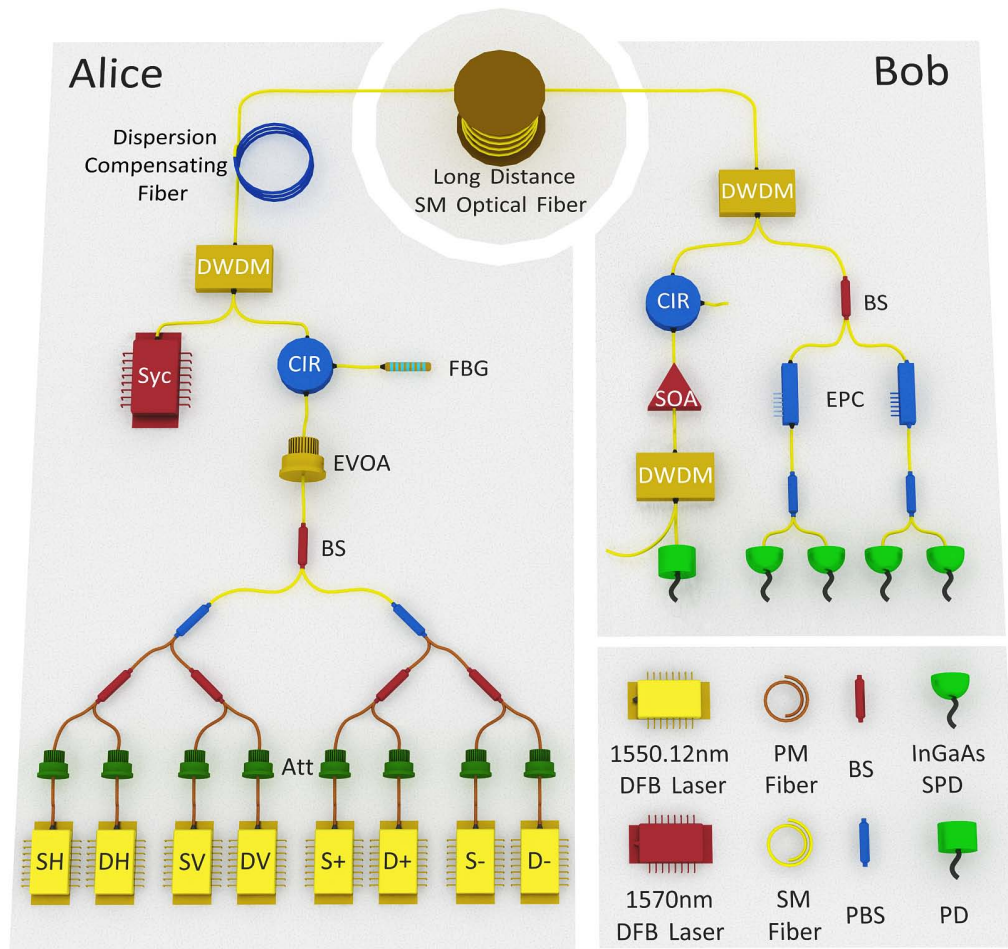 Alice
Bob
Dispersion
Compensating
Fiber
Long Distance
SM Optical Fiber
DWDM
DWDM
CIR
BS
Syc
CIR
FBG
SOA
EPC
EVOA
DWDM
BS
Att
SH
DH
SV
DV
S+
D+
S-
D-
1550.12nm
DFB Laser
PM
Fiber
BS
InGaAs
SPD
1570nm
DFB Laser
SM
Fiber
PBS
PD